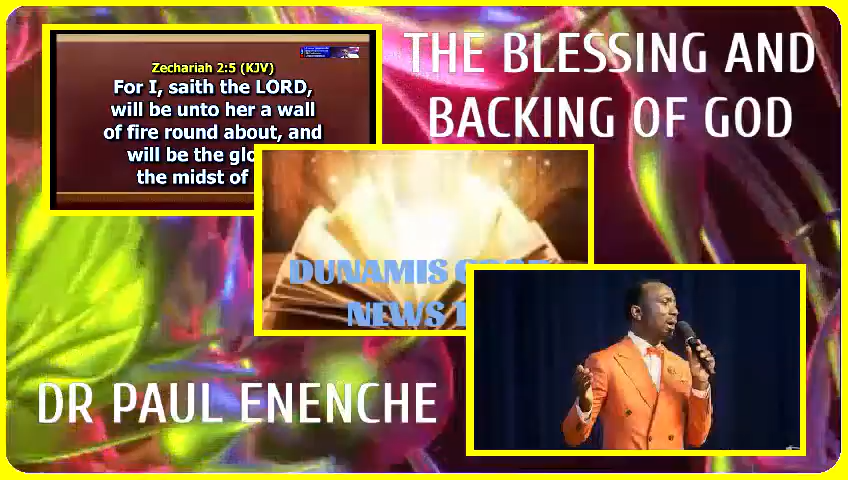 Zechariah 2:5 (KJV)
For I, saith the LORD,
will be unto her a wall
of fire round about, and
will be the
the midst of
THE BLESSING AND
BACKING OF GOD
DUNAMIS
NEWS
DR PAUL ENENCHE